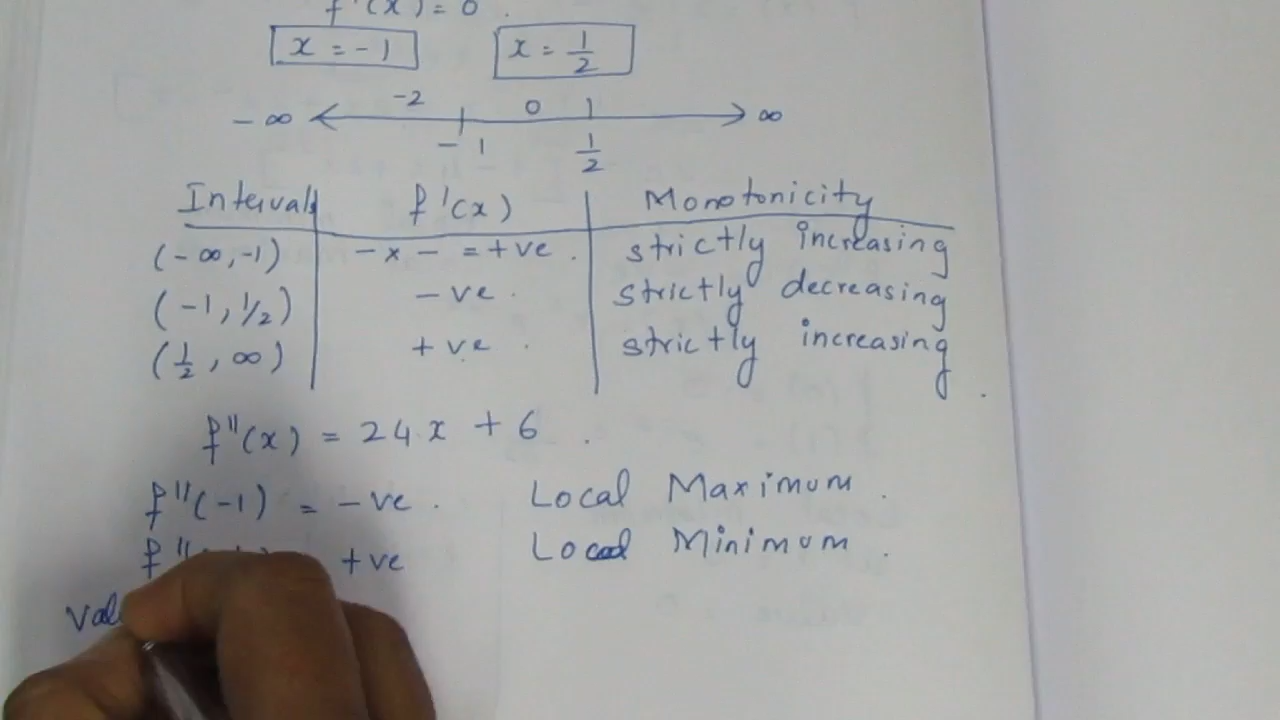 f'(x) = 0.
x = -1 x = 1/2
-∞ -2 0 ∞
-1 1/2
Intervals f'(x) Monotonicity
(-∞, -1) - x - = +ve. strictly increasing
(-1, 1/2) -ve. strictly decreasing
(1/2, ∞) +ve. strictly increasing.
f''(x) = 24x + 6.
f''(-1) = -ve. Local Maximum.
f'' +ve Local Minimum.